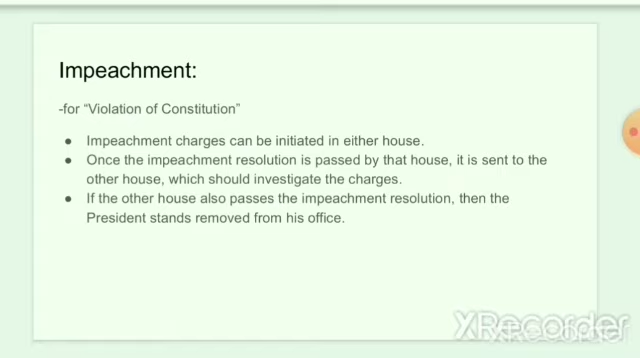 Impeachment:
-for “Violation of Constitution”
● Impeachment charges can be initiated in either house.
● Once the impeachment resolution is passed by that house, it is sent to the
other house, which should investigate the charges.
● If the other house also passes the impeachment resolution, then the
President stands removed from his office.
XRecorder
XRecorder